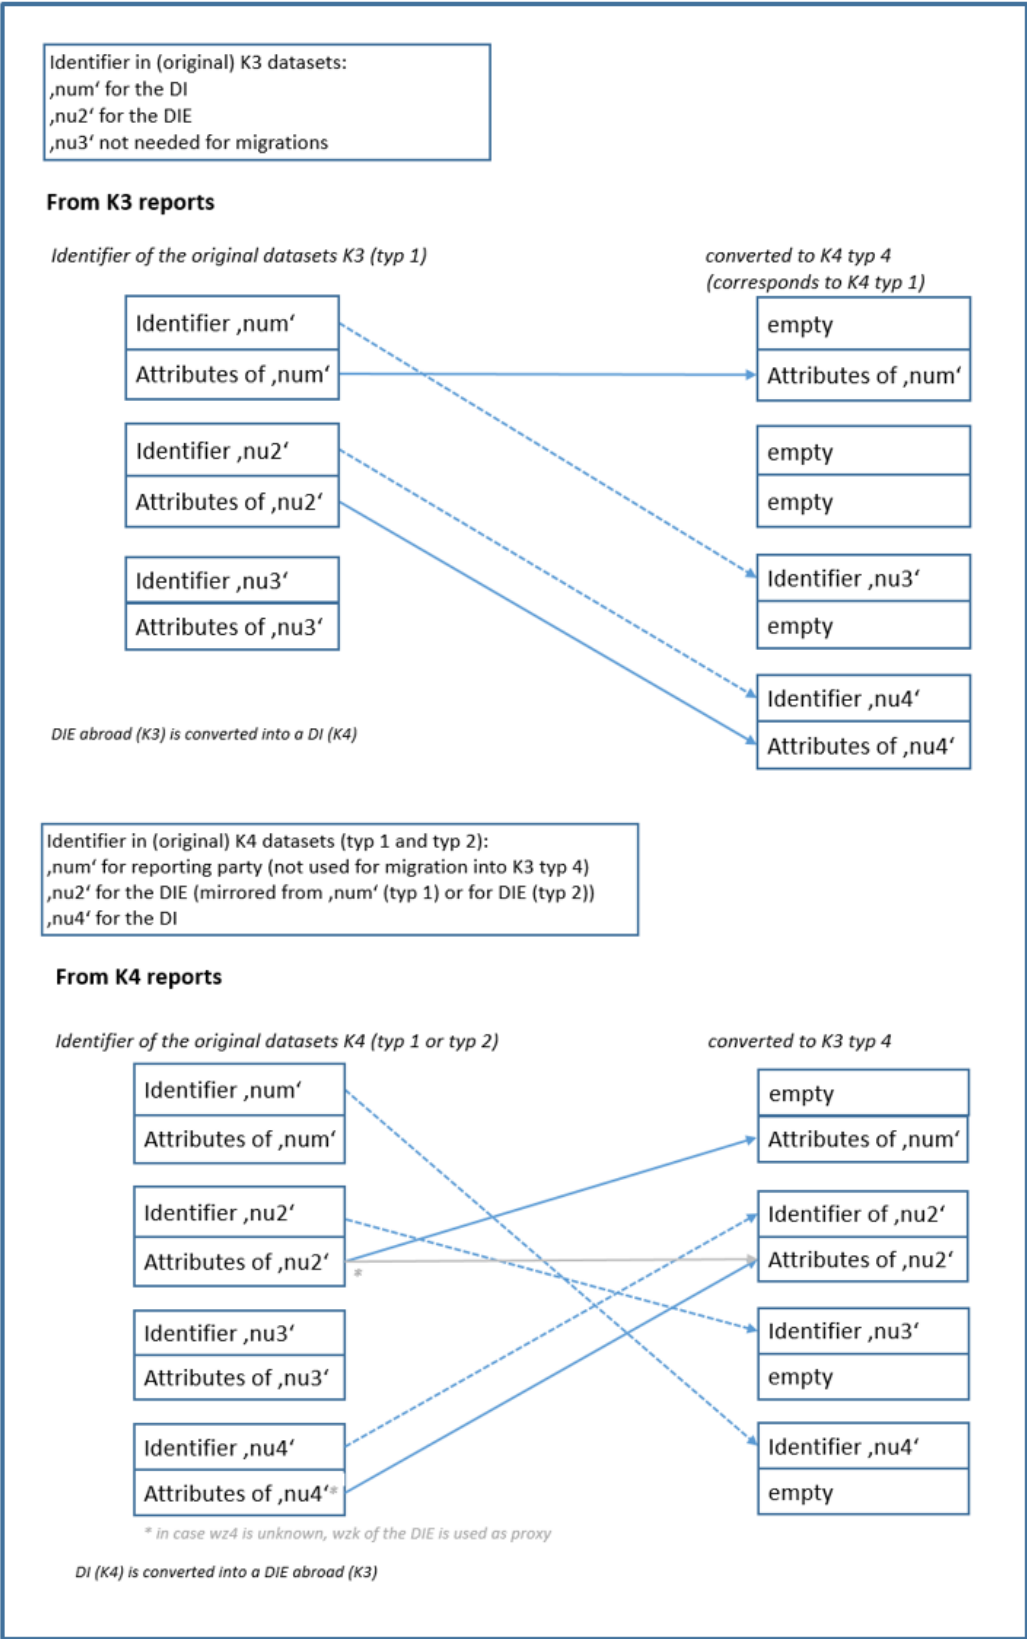 Identifier in (original) K3 datasets:
‚num‘ for the DI
‚nu2‘ for the DIE
‚nu3‘ not needed for migrations
From K3 reports
Identifier of the original datasets K3 (typ 1)
converted to K4 typ 4
(corresponds to K4 typ 1)
Identifier ‚num‘
Attributes of ‚num‘
Identifier ‚nu2‘
Attributes of ‚nu2‘
Identifier ‚nu3‘
Attributes of ‚nu3‘
empty
Attributes of ‚num‘
empty
empty
Identifier ‚nu3‘
empty
Identifier ‚nu4‘
Attributes of ‚nu4‘
DIE abroad (K3) is converted into a DI (K4)
Identifier in (original) K4 datasets (typ 1 and typ 2):
‚num‘ for reporting party (not used for migration into K3 typ 4)
‚nu2‘ for the DIE (mirrored from ‚num‘ (typ 1) or for DIE (typ 2))
‚nu4‘ for the DI
From K4 reports
Identifier of the original datasets K4 (typ 1 or typ 2)
converted to K3 typ 4
Identifier ‚num‘
Attributes of ‚num‘
Identifier ‚nu2‘
Attributes of ‚nu2‘
*
Identifier ‚nu3‘
Attributes of ‚nu3‘
Identifier ‚nu4‘
Attributes of ‚nu4‘*
empty
Attributes of ‚num‘
Identifier of ‚nu2‘
Attributes of ‚nu2‘
Identifier ‚nu3‘
empty
Identifier ‚nu4‘
empty
* in case wz4 is unknown, wzk of the DIE is used as proxy
DI (K4) is converted into a DIE abroad (K3)